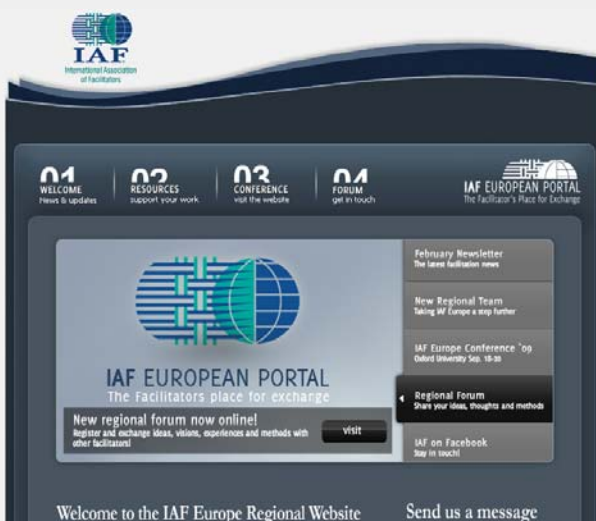 IAF
International Association
of Facilitators
01
WELCOME
News & updates
02
RESOURCES
support your work
03
CONFERENCE
visit the website
04
FORUM
get in touch
IAF EUROPEAN PORTAL
The Facilitator's Place for Exchange
IAF EUROPEAN PORTAL
The Facilitators place for exchange
New regional forum now online!
Register and exchange ideas, visions, experiences and methods with
other facilitators!
visit
February Newsletter
The latest facilitation news
New Regional Team
Taking IAF Europe a step further
IAF Europe Conference `09
Oxford University Sep. 18-20
Regional Forum
Share your ideas, thoughts and methods
IAF on Facebook
Stay in touch!
Welcome to the IAF Europe Regional Website
Send us a message